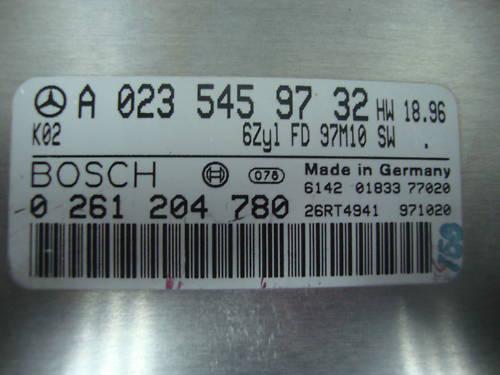 A 023 545 97 32 HW 18.96
K02 6Zyl FD 97M10 SW .
BOSCH 076 Made in Germany
6142 01833 77020
0 261 204 780 26RT4941 971020